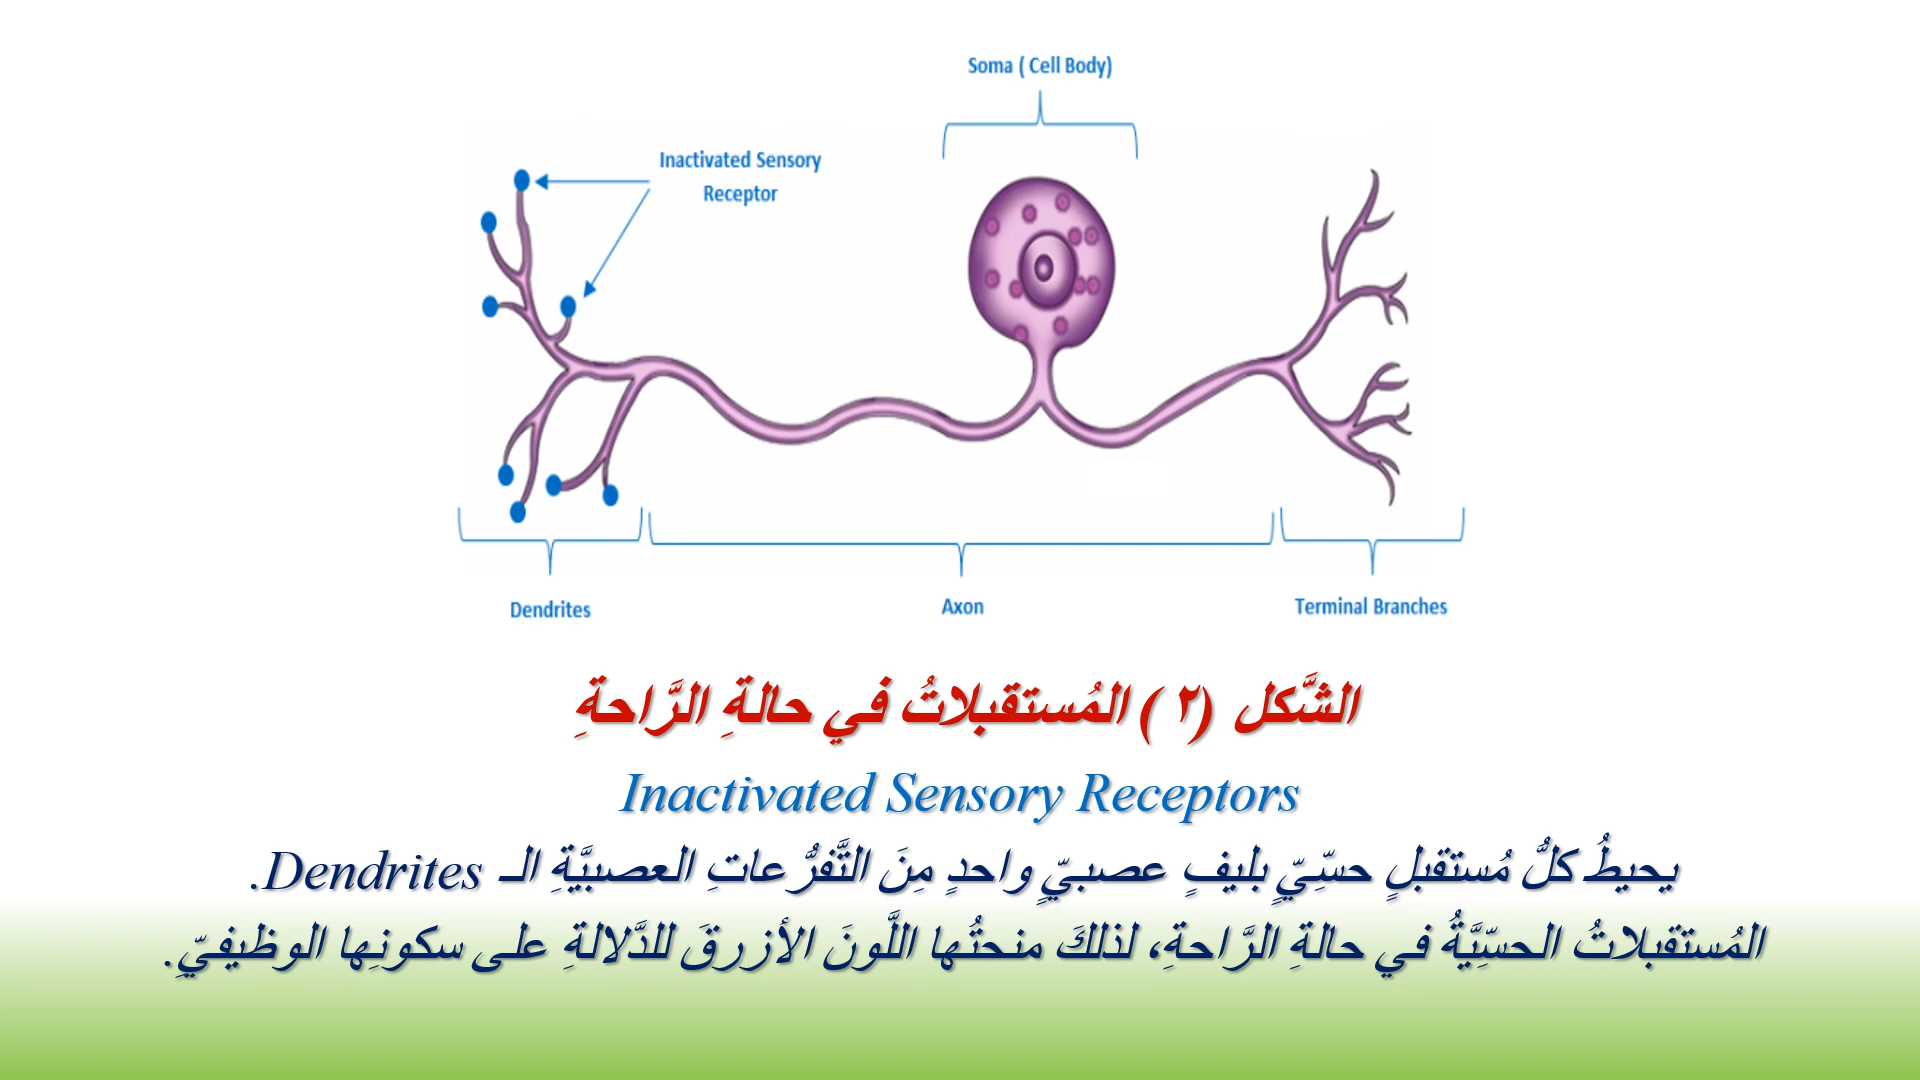 Soma ( Cell Body)
Inactivated Sensory
Receptor
Dendrites
Axon
Terminal Branches
الشَّكل (٢ ) المُستقبلاتُ في حالةِ الرَّاحةِ
Inactivated Sensory Receptors
يحيطُ كلُّ مُستقبلٍ حسّيٍّ بليفٍ عصبيٍّ واحدٍ مِنَ التَّفرُّعاتِ العصبيَّةِ الـ Dendrites.
المُستقبلاتُ الحسّيَّةُ في حالةِ الرَّاحةِ، لذلكَ منحتُها اللَّونَ الأزرقَ للدَّلالةِ على سكونِها الوظيفيِّ.